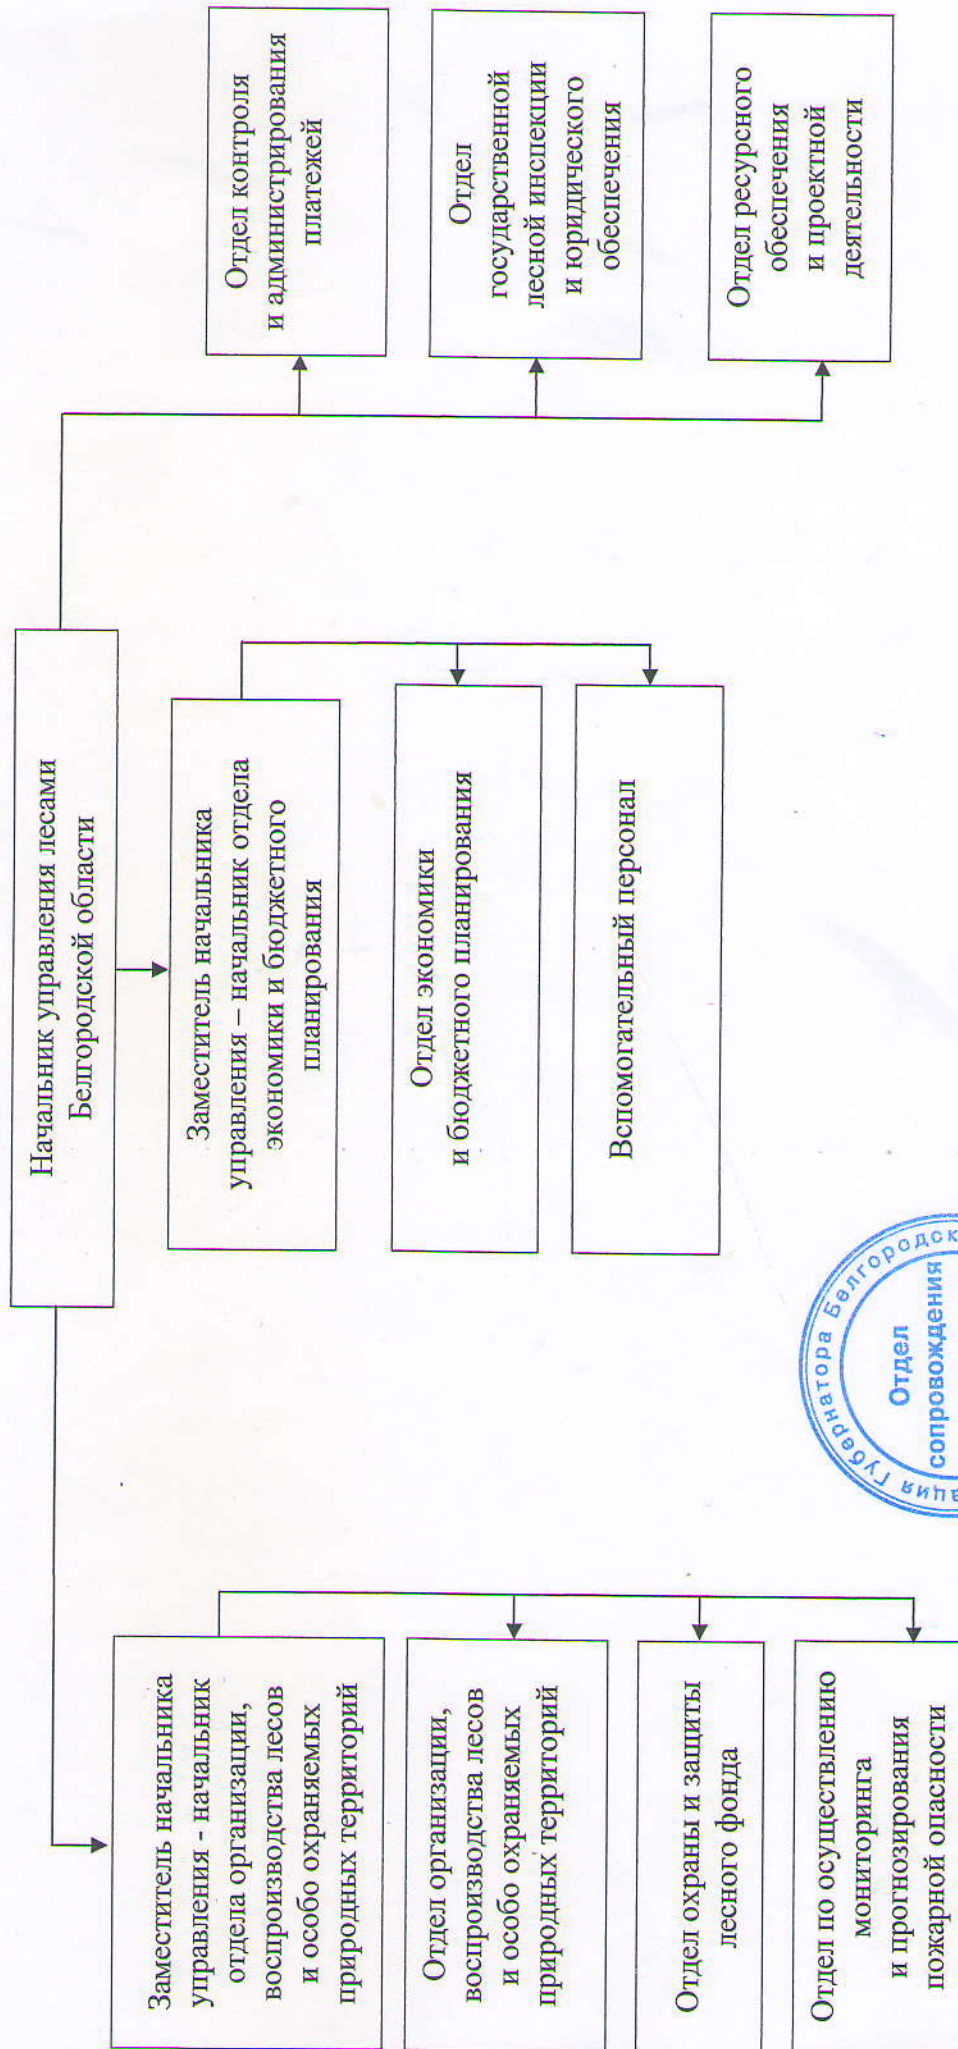 Начальник управления лесами
Белгородской области
Заместитель начальника
управления - начальник
отдела организации,
воспроизводства лесов
и особо охраняемых
природных территорий
Отдел организации,
воспроизводства лесов
и особо охраняемых
природных территорий
Отдел охраны и защиты
лесного фонда
Отдел по осуществлению
мониторинга
и прогнозирования
пожарной опасности
Заместитель начальника
управления – начальник отдела
экономики и бюджетного
планирования
Отдел экономики
и бюджетного планирования
Вспомогательный персонал
Отдел контроля
и администрирования
платежей
Отдел
государственной
лесной инспекции
и юридического
обеспечения
Отдел ресурсного
обеспечения
и проектной
деятельности
ация Губернатора Белгородск
Отдел
сопровождения